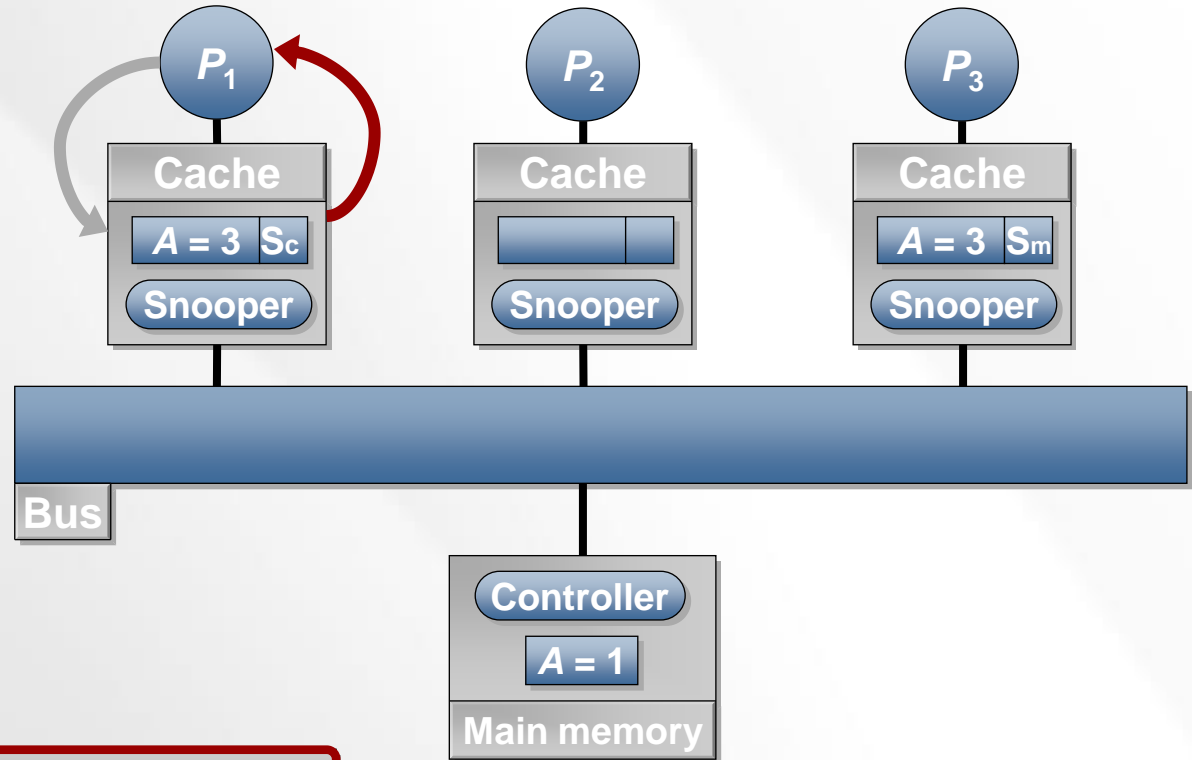 P1 P2 P3
Cache Cache Cache
A = 3 Sc A = 3 Sm
Snooper Snooper Snooper
Bus
Controller
A = 1
Main memory